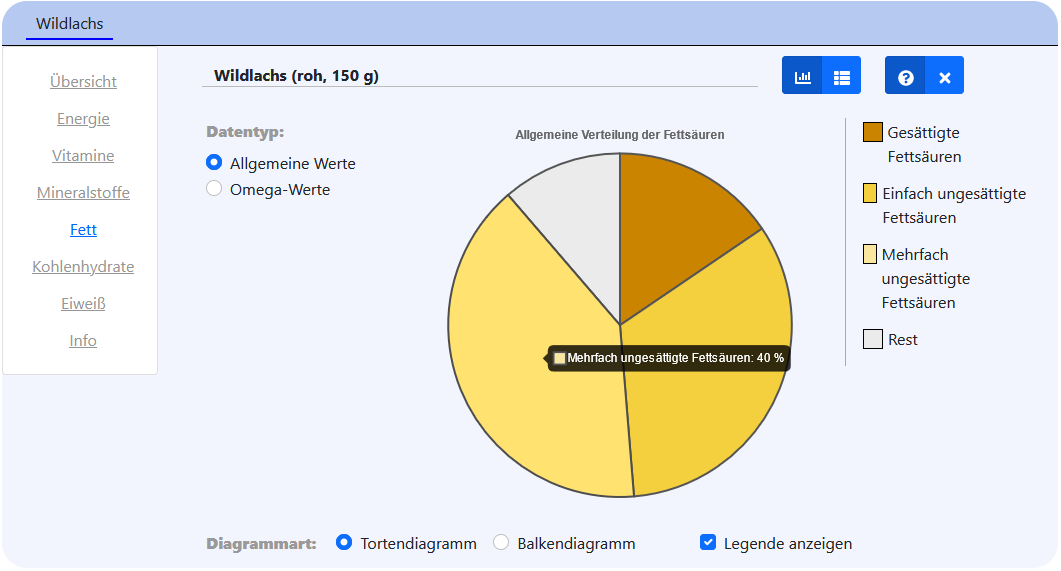 Wildlachs
Übersicht
Energie
Vitamine
Mineralstoffe
Fett
Kohlenhydrate
Eiweiß
Info
Wildlachs (roh, 150 g)
Datentyp:
Allgemeine Werte
Omega-Werte
Allgemeine Verteilung der Fettsäuren
Mehrfach ungesättigte Fettsäuren: 40 %
Gesättigte
Fettsäuren
Einfach ungesättigte
Fettsäuren
Mehrfach
ungesättigte
Fettsäuren
Rest
Diagrammart:
Tortendiagramm
Balkendiagramm
Legende anzeigen